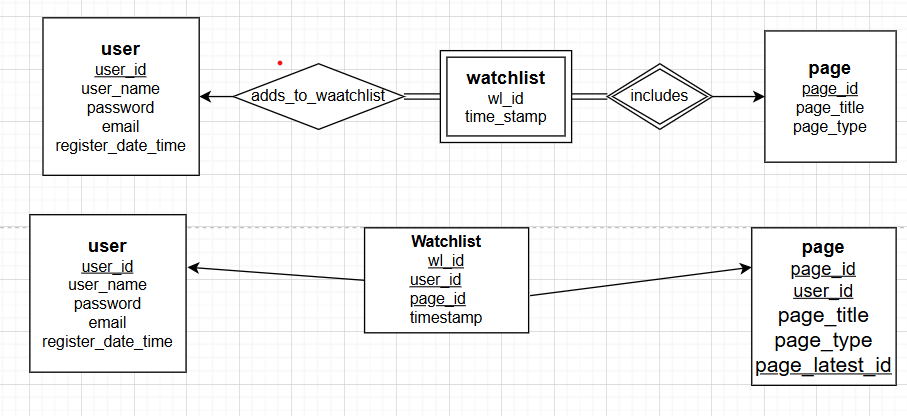 user
user_id
user_name
password
email
register_date_time
adds_to_waatchlist
watchlist
wl_id
time_stamp
includes
page
page_id
page_title
page_type
user
user_id
user_name
password
email
register_date_time
Watchlist
wl_id
user_id
page_id
timestamp
page
page_id
user_id
page_title
page_type
page_latest_id